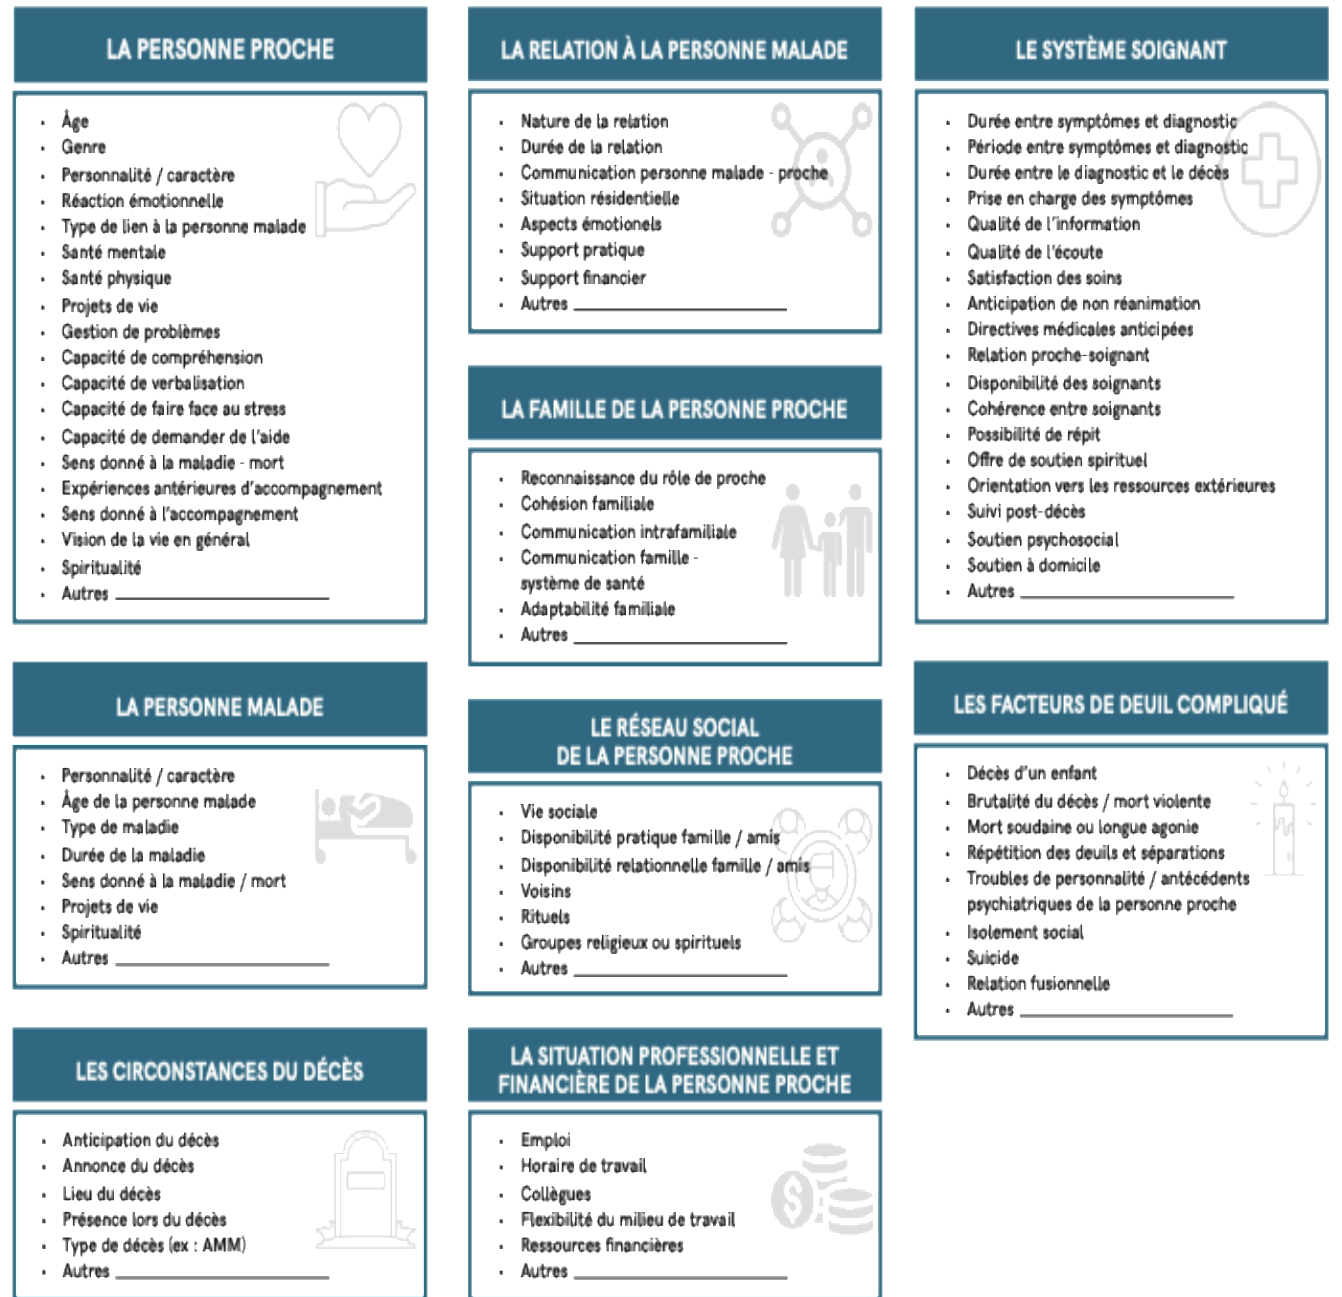 LA PERSONNE PROCHE
• Âge
• Genre
• Personnalité / caractère
• Réaction émotionnelle
• Type de lien à la personne malade
• Santé mentale
• Santé physique
• Projets de vie
• Gestion de problèmes
• Capacité de compréhension
• Capacité de verbalisation
• Capacité de faire face au stress
• Capacité de demander de l'aide
• Sens donné à la maladie - mort
• Expériences antérieures d'accompagnement
• Sens donné à l'accompagnement
• Vision de la vie en général
• Spiritualité
• Autres ____________________
LA PERSONNE MALADE
• Personnalité / caractère
• Âge de la personne malade
• Type de maladie
• Durée de la maladie
• Sens donné à la maladie / mort
• Projets de vie
• Spiritualité
• Autres ____________________
LES CIRCONSTANCES DU DÉCÈS
• Anticipation du décès
• Annonce du décès
• Lieu du décès
• Présence lors du décès
• Type de décès (ex : AMM)
• Autres ____________________
LA RELATION À LA PERSONNE MALADE
• Nature de la relation
• Durée de la relation
• Communication personne malade - proche
• Situation résidentielle
• Aspects émotionels
• Support pratique
• Support financier
• Autres ____________________
LA FAMILLE DE LA PERSONNE PROCHE
• Reconnaissance du rôle de proche
• Cohésion familiale
• Communication intrafamiliale
• Communication famille -
système de santé
• Adaptabilité familiale
• Autres ____________________
LE RÉSEAU SOCIAL
DE LA PERSONNE PROCHE
• Vie sociale
• Disponibilité pratique famille / amis
• Disponibilité relationnelle famille / amis
• Voisins
• Rituels
• Groupes religieux ou spirituels
• Autres ____________________
LA SITUATION PROFESSIONNELLE ET
FINANCIÈRE DE LA PERSONNE PROCHE
• Emploi
• Horaire de travail
• Collègues
• Flexibilité du milieu de travail
• Ressources financières
• Autres ____________________
$
LE SYSTÈME SOIGNANT
• Durée entre symptômes et diagnostic
• Période entre symptômes et diagnostic
• Durée entre le diagnostic et le décès
• Prise en charge des symptômes
• Qualité de l'information
• Qualité de l'écoute
• Satisfaction des soins
• Anticipation de non réanimation
• Directives médicales anticipées
• Relation proche-soignant
• Disponibilité des soignants
• Cohérence entre soignants
• Possibilité de répit
• Offre de soutien spirituel
• Orientation vers les ressources extérieures
• Suivi post-décès
• Soutien psychosocial
• Soutien à domicile
• Autres ____________________
LES FACTEURS DE DEUIL COMPLIQUÉ
• Décès d'un enfant
• Brutalité du décès / mort violente
• Mort soudaine ou longue agonie
• Répétition des deuils et séparations
• Troubles de personnalité / antécédents
psychiatriques de la personne proche
• Isolement social
• Suicide
• Relation fusionnelle
• Autres ____________________